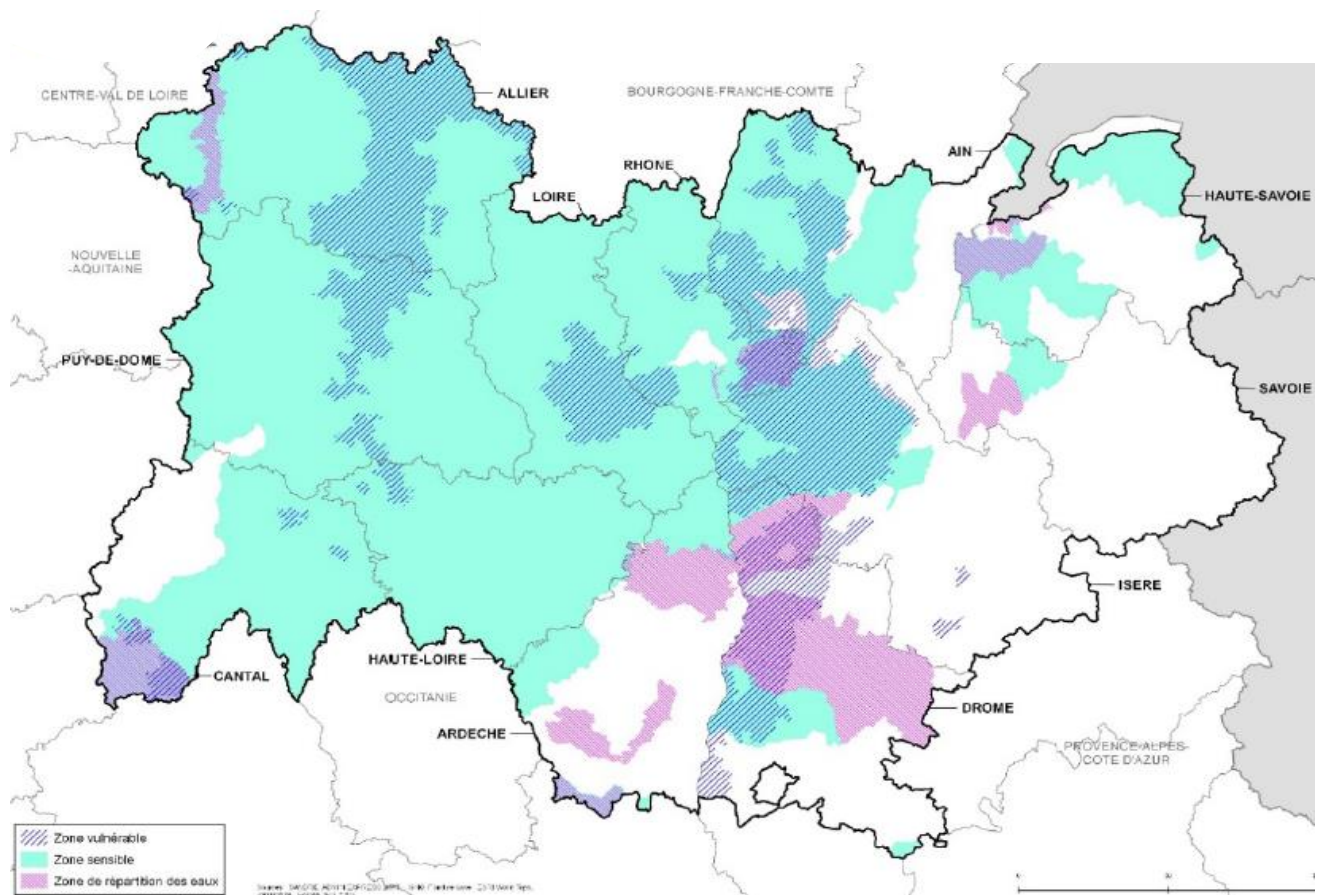 CENTRE-VAL DE LOIRE
ALLIER
BOURGOGNE-FRANCHE-COMTE
AIN
RHONE
LOIRE
HAUTE-SAVOIE
NOUVELLE
-AQUITAINE
PUY-DE-DOME
SAVOIE
ISERE
HAUTE-LOIRE
CANTAL
OCCITANIE
ARDECHE
DROME
PROVENCE-ALPES-
COTE D'AZUR
Zone vulnérable
Zone sensible
Zone de répartition des eaux